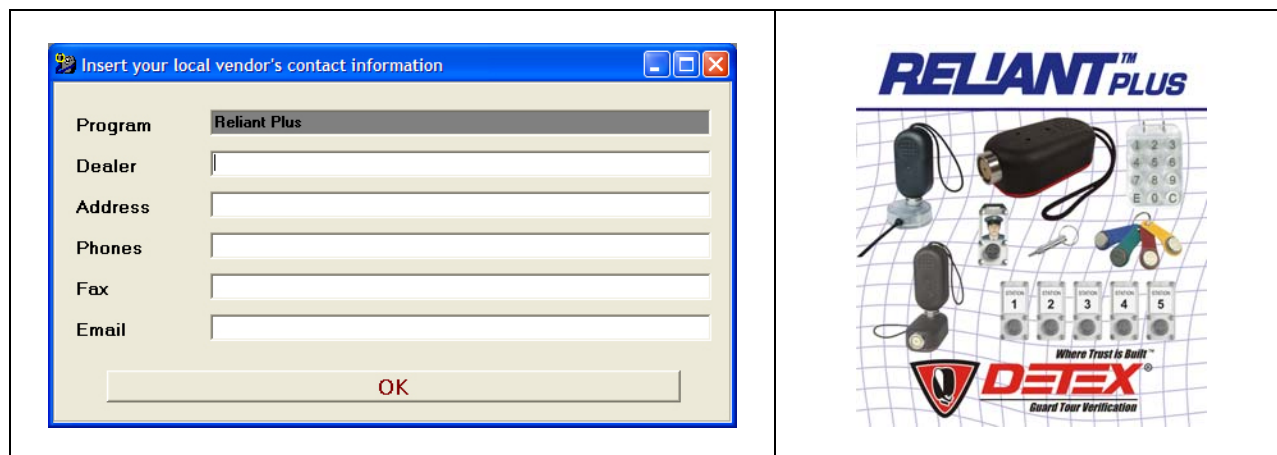 Insert your local vendor's contact information
Program Reliant Plus
Dealer
Address
Phones
Fax
Email
OK
RELIANT™ PLUS
1 2 3
4 5 6
7 8 9
E 0 C
STATION STATION STATION STATION STATION
1 2 3 4 5
Where Trust is Built™
DETEX®
Guard Tour Verification